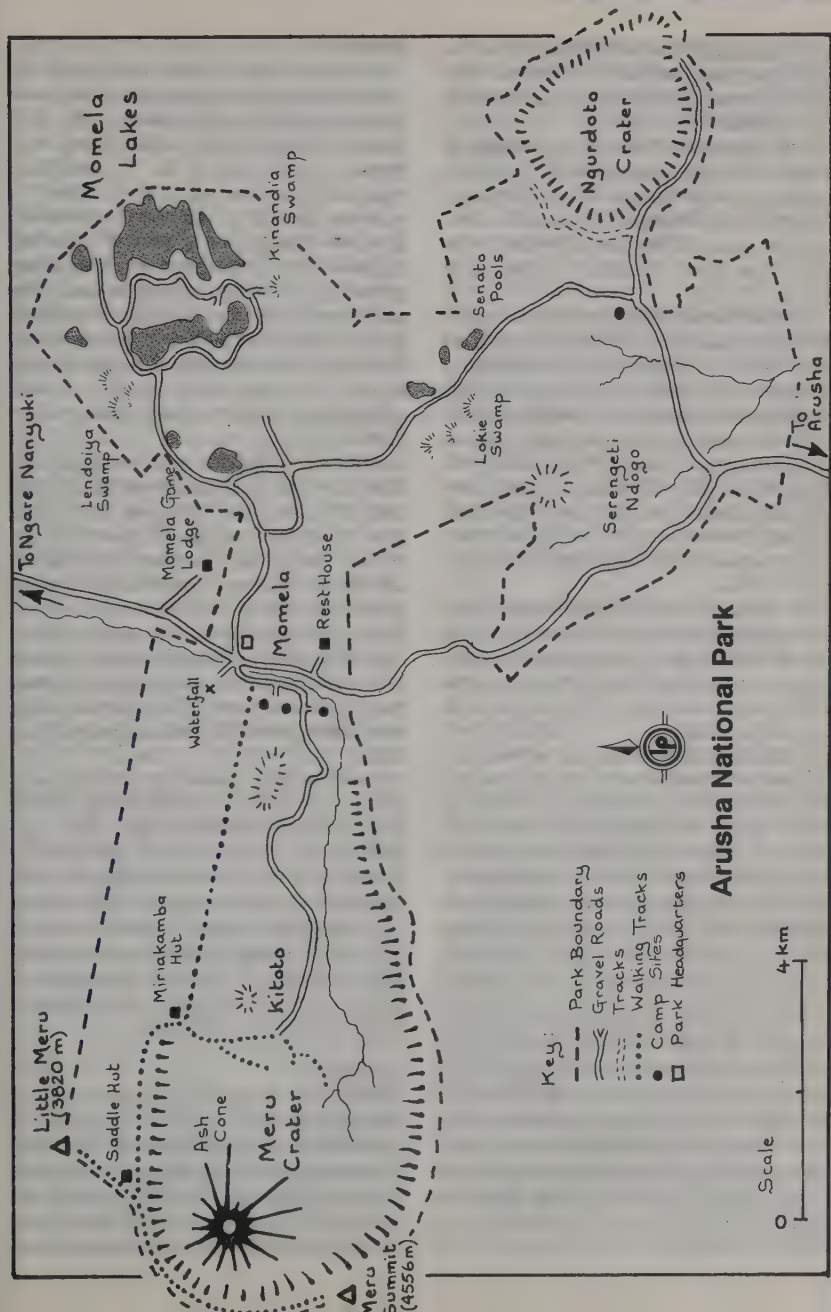 Little Meru
(3820 m)
Saddle Hut
Miriakamba
Hut
Ash
Cone
Meru
Crater
Meru
Summit
(4556m)
Kitoto
Waterfall
x
To Ngare Nanyuki
Momela Game
Lodge
Momela
Rest House
Lendoiya
Swamp
Momela
Lakes
Kinandia
Swamp
Senato
Pools
Lokie
Swamp
Serengeti
Ndogo
Ngurdoto
Crater
To
Arusha
lp
Arusha National Park
Key:
Park Boundary
Gravel Roads
Tracks
Walking Tracks
Camp Sites
Park Headquarters
Scale
0
4 km